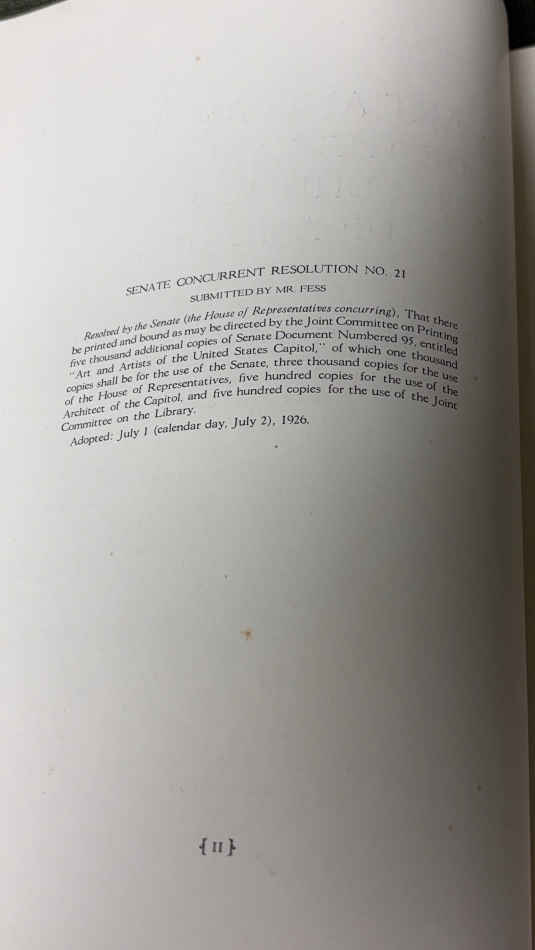 SENATE CONCURRENT RESOLUTION NO. 21
SUBMITTED BY MR. FESS
Resolved by the Senate (the House of Representatives concurring), That there
be printed and bound as may be directed by the Joint Committee on Printing
five thousand additional copies of Senate Document Numbered 95, entitled
"Art and Artists of the United States Capitol," of which one thousand
copies shall be for the use of the Senate, three thousand copies for the use
of the House of Representatives, five hundred copies for the use of the
Architect of the Capitol, and five hundred copies for the use of the Joint
Committee on the Library.
Adopted: July 1 (calendar day, July 2), 1926.
{ II }